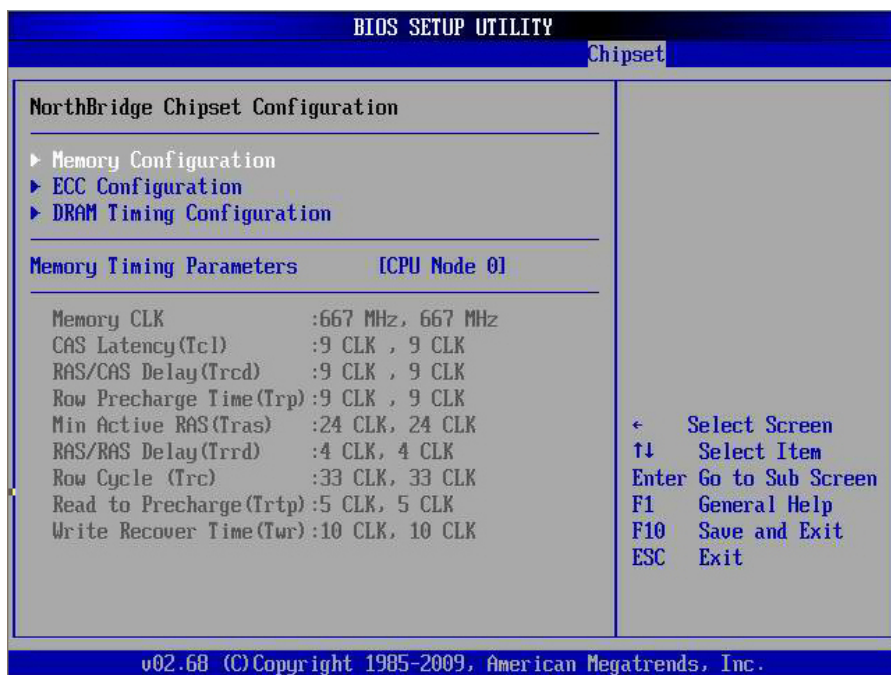 BIOS SETUP UTILITY
Chipset
NorthBridge Chipset Configuration
▶ Memory Configuration
▶ ECC Configuration
▶ DRAM Timing Configuration
Memory Timing Parameters [CPU Node 0]
Memory CLK :667 MHz, 667 MHz
CAS Latency(Tcl) :9 CLK , 9 CLK
RAS/CAS Delay(Trcd) :9 CLK , 9 CLK
Row Precharge Time(Trp):9 CLK , 9 CLK
Min Active RAS(Tras) :24 CLK, 24 CLK
RAS/RAS Delay(Trrd) :4 CLK, 4 CLK
Row Cycle (Trc) :33 CLK, 33 CLK
Read to Precharge(Trtp):5 CLK, 5 CLK
Write Recover Time(Twr):10 CLK, 10 CLK
← Select Screen
↑↓ Select Item
Enter Go to Sub Screen
F1 General Help
F10 Save and Exit
ESC Exit
v02.68 (C)Copyright 1985-2009, American Megatrends, Inc.